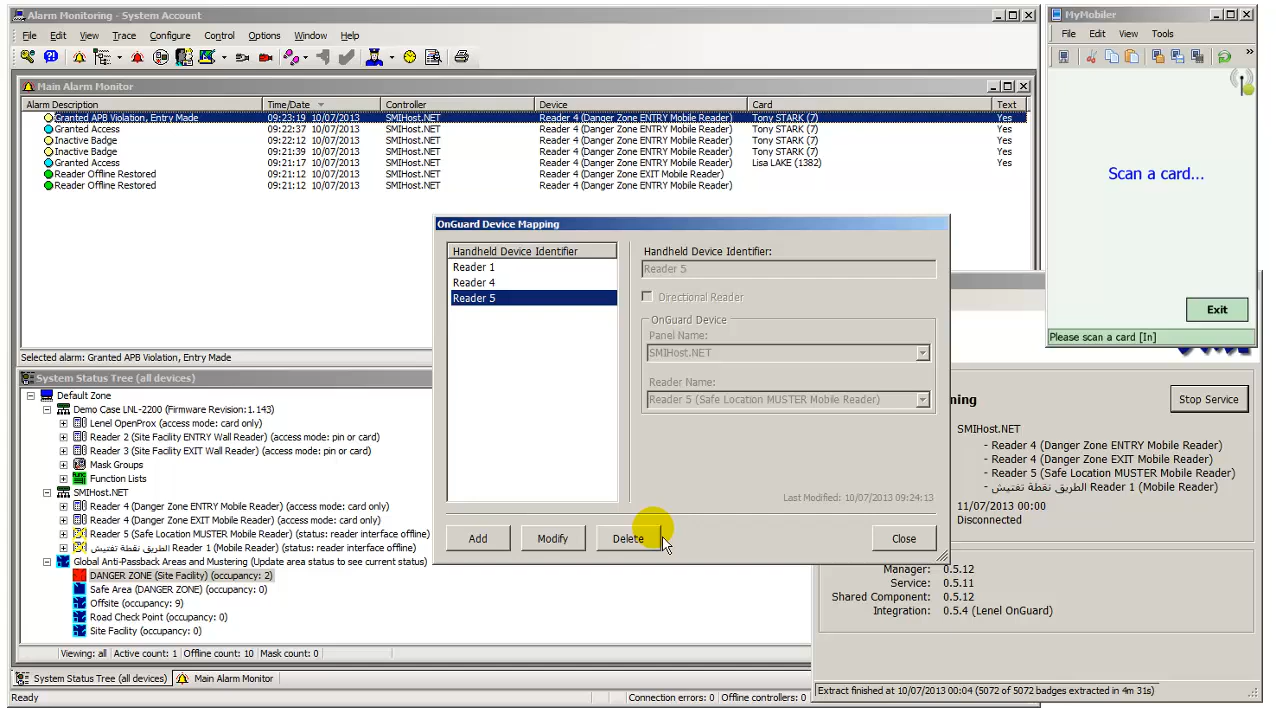 Alarm Monitoring - System Account
File Edit View Trace Configure Control Options Window Help
Main Alarm Monitor
Alarm Description Time/Date Controller Device Card Text
Granted APB Violation, Entry Made 09:23:19 10/07/2013 SMIHost.NET Reader 4 (Danger Zone ENTRY Mobile Reader) Tony STARK (7) Yes
Granted Access 09:22:37 10/07/2013 SMIHost.NET Reader 4 (Danger Zone ENTRY Mobile Reader) Tony STARK (7) Yes
Inactive Badge 09:22:12 10/07/2013 SMIHost.NET Reader 4 (Danger Zone ENTRY Mobile Reader) Tony STARK (7) Yes
Inactive Badge 09:21:39 10/07/2013 SMIHost.NET Reader 4 (Danger Zone ENTRY Mobile Reader) Tony STARK (7) Yes
Granted Access 09:21:17 10/07/2013 SMIHost.NET Reader 4 (Danger Zone ENTRY Mobile Reader) Lisa LAKE (1382) Yes
Reader Offline Restored 09:21:12 10/07/2013 SMIHost.NET Reader 4 (Danger Zone EXIT Mobile Reader)
Reader Offline Restored 09:21:12 10/07/2013 SMIHost.NET Reader 4 (Danger Zone ENTRY Mobile Reader)
Selected alarm: Granted APB Violation, Entry Made
System Status Tree (all devices)
Default Zone
Demo Case LNL-2200 (Firmware Revision:1.143)
Lenel OpenProx (access mode: card only)
Reader 2 (Site Facility ENTRY Wall Reader) (access mode: pin or card)
Reader 3 (Site Facility EXIT Wall Reader) (access mode: pin or card)
Mask Groups
Function Lists
SMIHost.NET
Reader 4 (Danger Zone ENTRY Mobile Reader) (access mode: card only)
Reader 4 (Danger Zone EXIT Mobile Reader) (access mode: card only)
Reader 5 (Safe Location MUSTER Mobile Reader) (status: reader interface offline)
الطريق نقطة تفتيش Reader 1 (Mobile Reader) (status: reader interface offline)
Global Anti-Passback Areas and Mustering (Update area status to see current status)
DANGER ZONE (Site Facility) (occupancy: 2)
Safe Area (DANGER ZONE) (occupancy: 0)
Offsite (occupancy: 9)
Road Check Point (occupancy: 0)
Site Facility (occupancy: 0)
Viewing: all Active count: 1 Offline count: 10 Mask count: 0
System Status Tree (all devices) Main Alarm Monitor
Ready Connection errors: 0 Offline controllers: 0
OnGuard Device Mapping
Handheld Device Identifier
Reader 1
Reader 4
Reader 5
Handheld Device Identifier:
Reader 5
Directional Reader
OnGuard Device
Panel Name:
SMIHost.NET
Reader Name:
Reader 5 (Safe Location MUSTER Mobile Reader)
Last Modified: 10/07/2013 09:24:13
Add Modify Delete Close
MyMobiler
File Edit View Tools
Scan a card...
Exit
Please scan a card [In]
ning
Stop Service
SMIHost.NET
- Reader 4 (Danger Zone ENTRY Mobile Reader)
- Reader 4 (Danger Zone EXIT Mobile Reader)
- Reader 5 (Safe Location MUSTER Mobile Reader)
- الطريق نقطة تفتيش Reader 1 (Mobile Reader)
11/07/2013 00:00
Disconnected
Manager: 0.5.12
Service: 0.5.11
Shared Component: 0.5.12
Integration: 0.5.4 (Lenel OnGuard)
Extract finished at 10/07/2013 00:04 (5072 of 5072 badges extracted in 4m 31s)